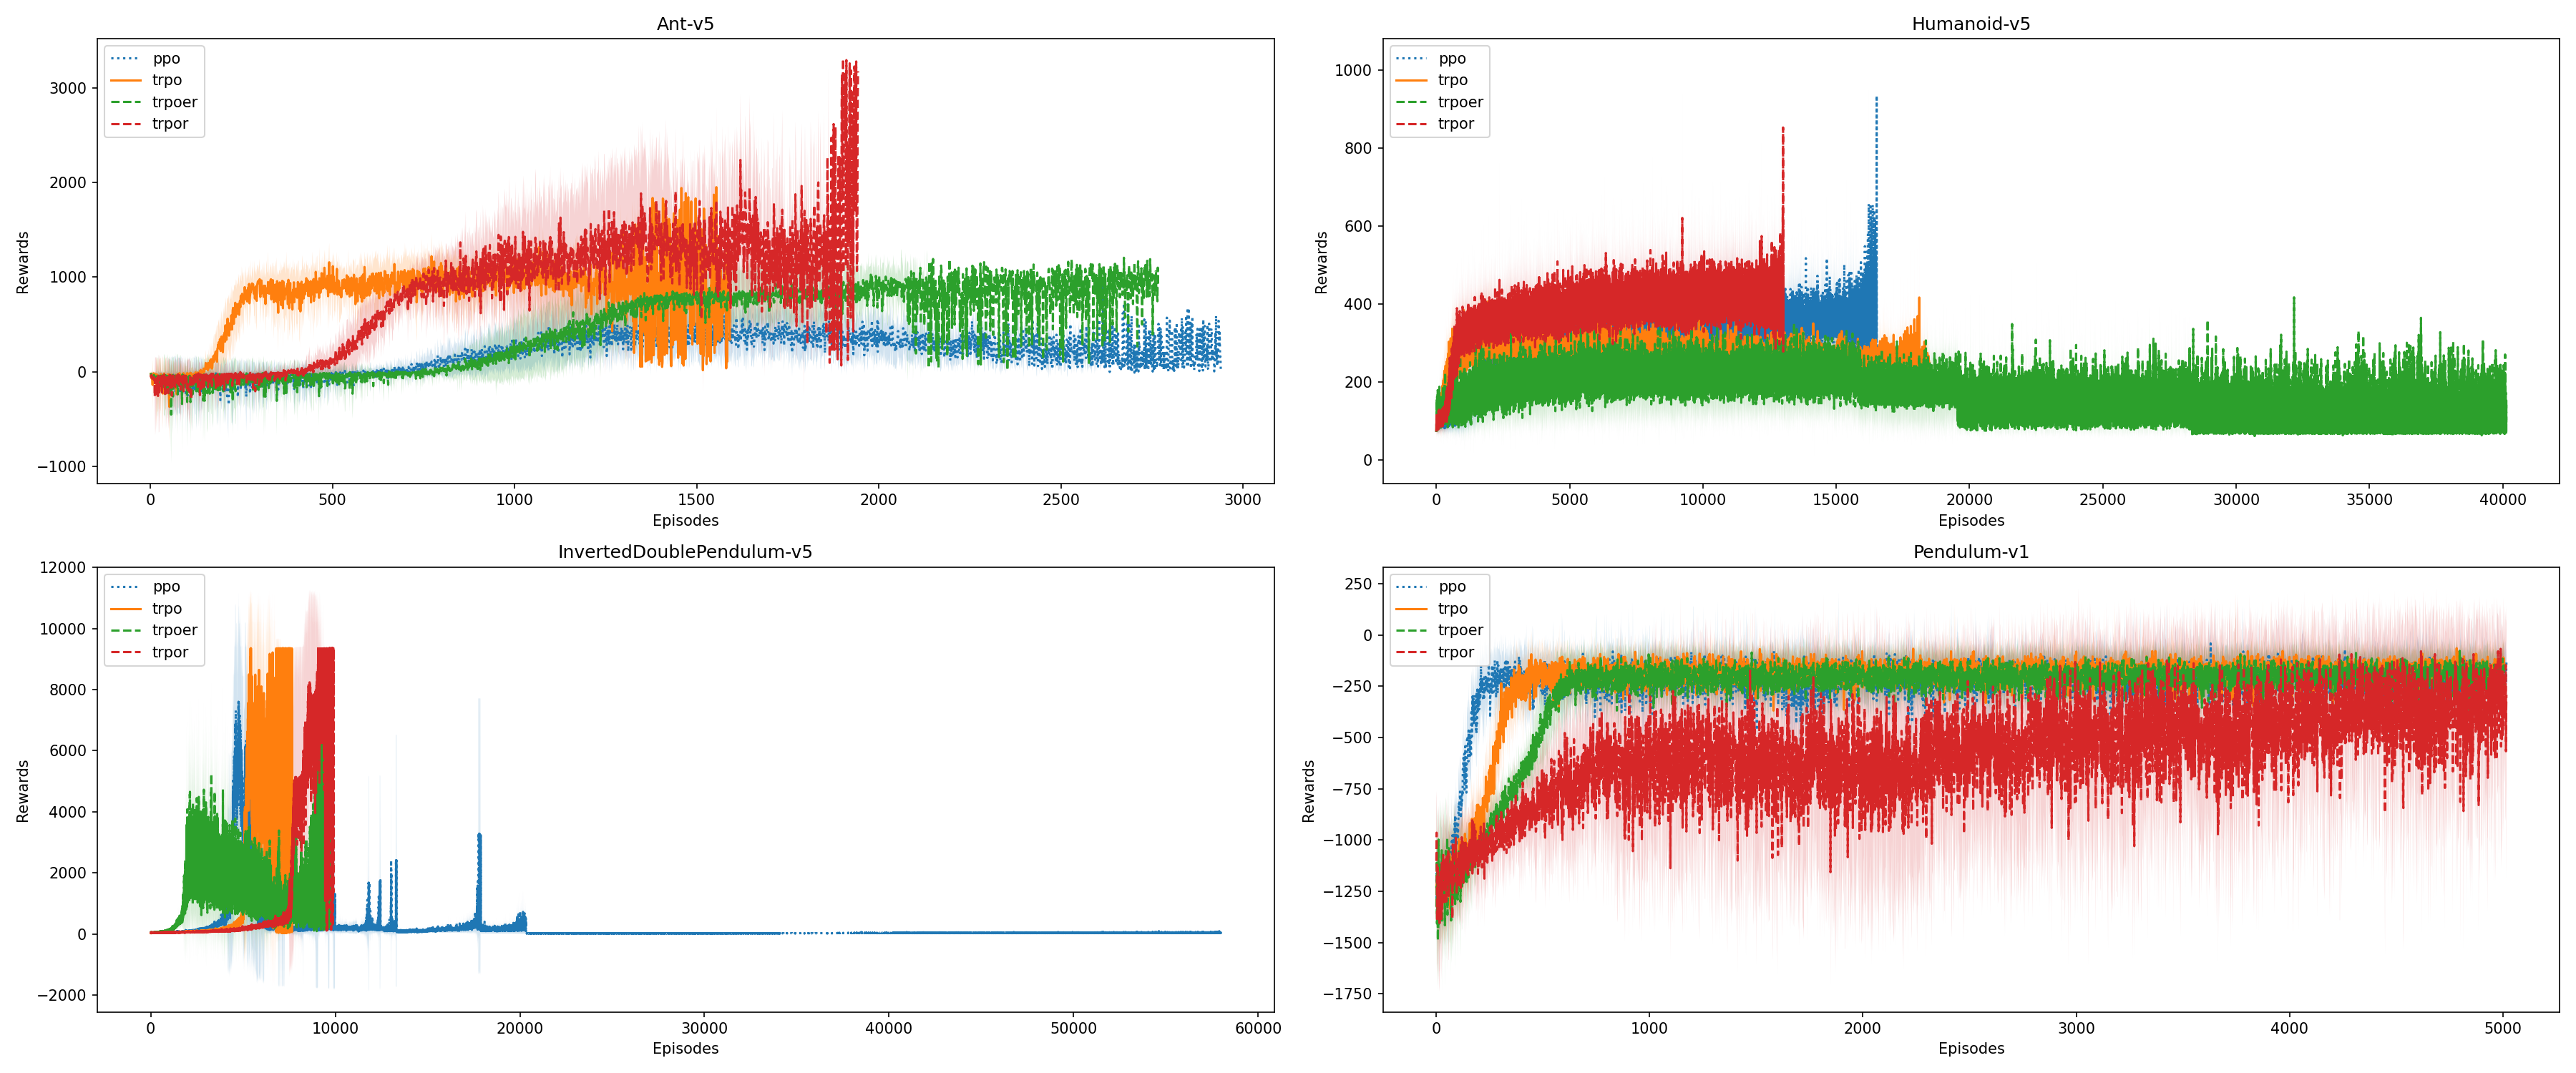 Ant-v5
ppo
trpo
trpoer
trpor
Rewards
3000
2000
1000
0
−1000
0 500 1000 1500 2000 2500 3000
Episodes
Humanoid-v5
ppo
trpo
trpoer
trpor
Rewards
1000
800
600
400
200
0
0 5000 10000 15000 20000 25000 30000 35000 40000
Episodes
InvertedDoublePendulum-v5
ppo
trpo
trpoer
trpor
Rewards
12000
10000
8000
6000
4000
2000
0
−2000
0 10000 20000 30000 40000 50000 60000
Episodes
Pendulum-v1
ppo
trpo
trpoer
trpor
Rewards
250
0
−250
−500
−750
−1000
−1250
−1500
−1750
0 1000 2000 3000 4000 5000
Episodes